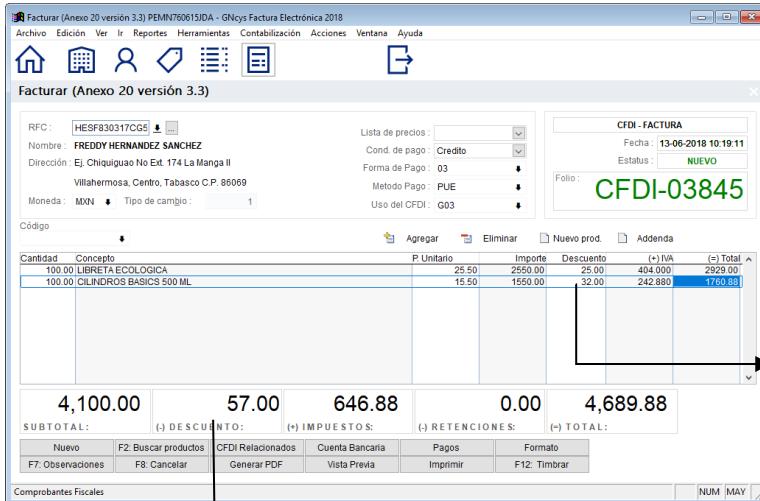 Facturar (Anexo 20 versión 3.3) PEMN760615JDA - GNcys Factura Electrónica 2018
Archivo Edición Ver Ir Reportes Herramientas Contabilización Acciones Ventana Ayuda
Facturar (Anexo 20 versión 3.3)
RFC : HESF830317CG5 ...
Nombre : FREDDY HERNANDEZ SANCHEZ
Dirección : Ej. Chiquiguao No Ext. 174 La Manga II
Villahermosa, Centro, Tabasco C.P. 86069
Moneda : MXN Tipo de cambio : 1
Lista de precios :
Cond. de pago : Credito
Forma de Pago : 03
Metodo Pago : PUE
Uso del CFDI : G03
CFDI - FACTURA
Fecha : 13-06-2018 10:19:11
Estatus : NUEVO
Folio : CFDI-03845
Código
Agregar Eliminar Nuevo prod. Addenda
Cantidad Concepto P. Unitario Importe Descuento (+) IVA (=) Total
100.00 LIBRETA ECOLOGICA 25.50 2550.00 25.00 404.000 2929.00
100.00 CILINDROS BASICS 500 ML 15.50 1550.00 32.00 242.880 1760.88
4,100.00 57.00 646.88 0.00 4,689.88
SUBTOTAL: (-) DESCUENTO: (+) IMPUESTOS: (-) RETENCIONES: (=) TOTAL:
Nuevo F2: Buscar productos CFDI Relacionados Cuenta Bancaria Pagos Formato
F7: Observaciones F8: Cancelar Generar PDF Vista Previa Imprimir F12: Timbrar
Comprobantes Fiscales NUM MAY